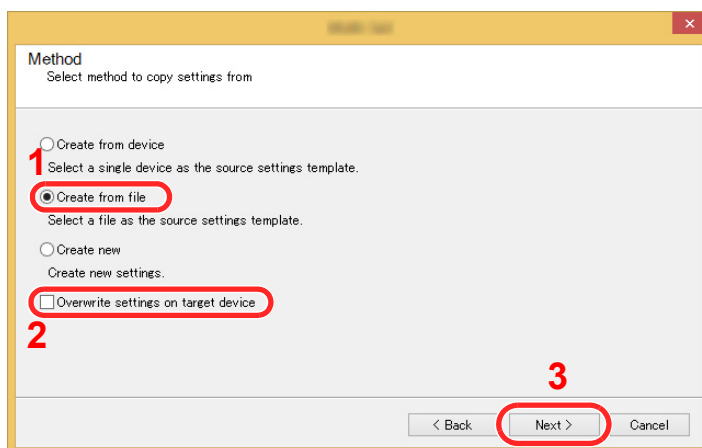 Method
Select method to copy settings from
Create from device
1
Select a single device as the source settings template.
Create from file
Select a file as the source settings template.
Create new
Create new settings.
Overwrite settings on target device
2
3
< Back Next > Cancel